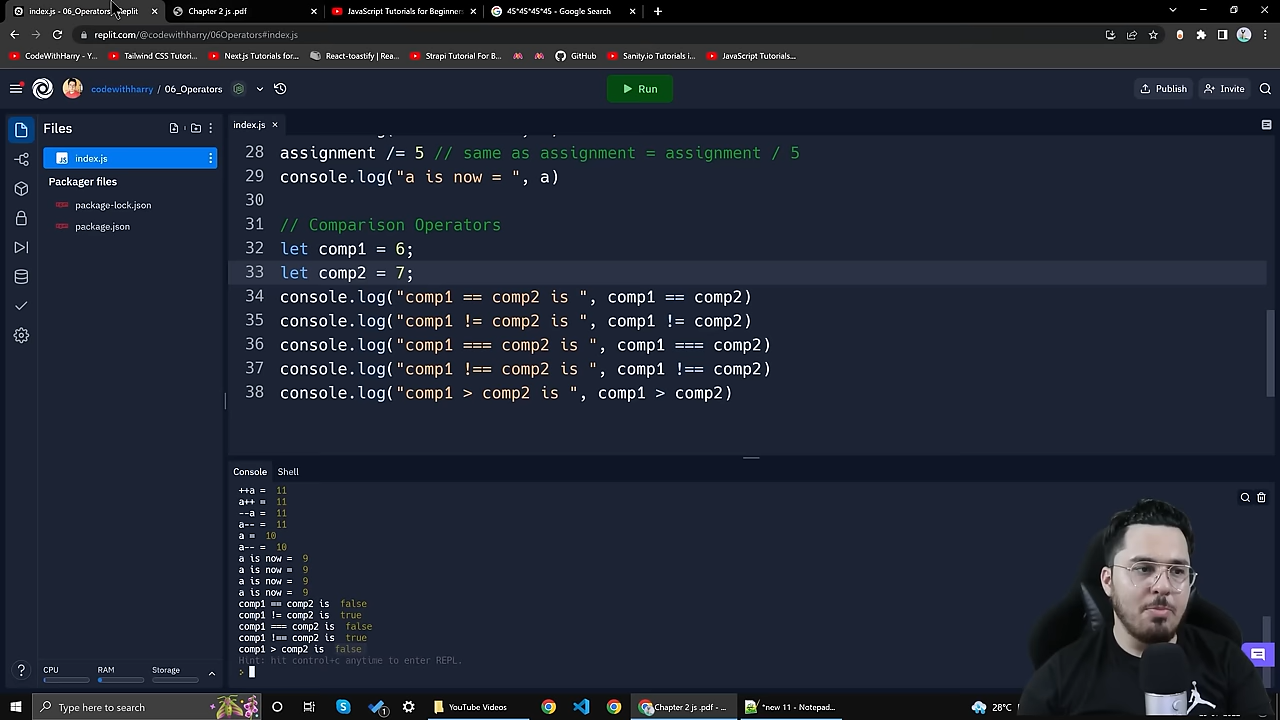 index.js - 06_Operators - Replit
Chapter 2 js .pdf
JavaScript Tutorials for Beginners
45*45*45*45 - Google Search
replit.com/@codewithharry/06Operators#index.js
CodeWithHarry - Y...
Tailwind CSS Tutori...
Next.js Tutorials for...
React-toastify | Rea...
Strapi Tutorial For B...
GitHub
Sanity.io Tutorials i...
JavaScript Tutorials...
codewithharry / 06_Operators
Run
Publish
Invite
Files
index.js
Packager files
package-lock.json
package.json
index.js
28 assignment /= 5 // same as assignment = assignment / 5
29 console.log("a is now = ", a)
30
31 // Comparison Operators
32 let comp1 = 6;
33 let comp2 = 7;
34 console.log("comp1 == comp2 is ", comp1 == comp2)
35 console.log("comp1 != comp2 is ", comp1 != comp2)
36 console.log("comp1 === comp2 is ", comp1 === comp2)
37 console.log("comp1 !== comp2 is ", comp1 !== comp2)
38 console.log("comp1 > comp2 is ", comp1 > comp2)
Console Shell
++a = 11
a++ = 11
--a = 11
a-- = 11
a = 10
a-- = 10
a is now = 9
a is now = 9
a is now = 9
a is now = 9
comp1 == comp2 is false
comp1 != comp2 is true
comp1 === comp2 is false
comp1 !== comp2 is true
comp1 > comp2 is false
Hint: hit control+c anytime to enter REPL.
>
CPU RAM Storage
Type here to search
YouTube Videos
Chapter 2 js .pdf - ...
*new 11 - Notepad...
28°C